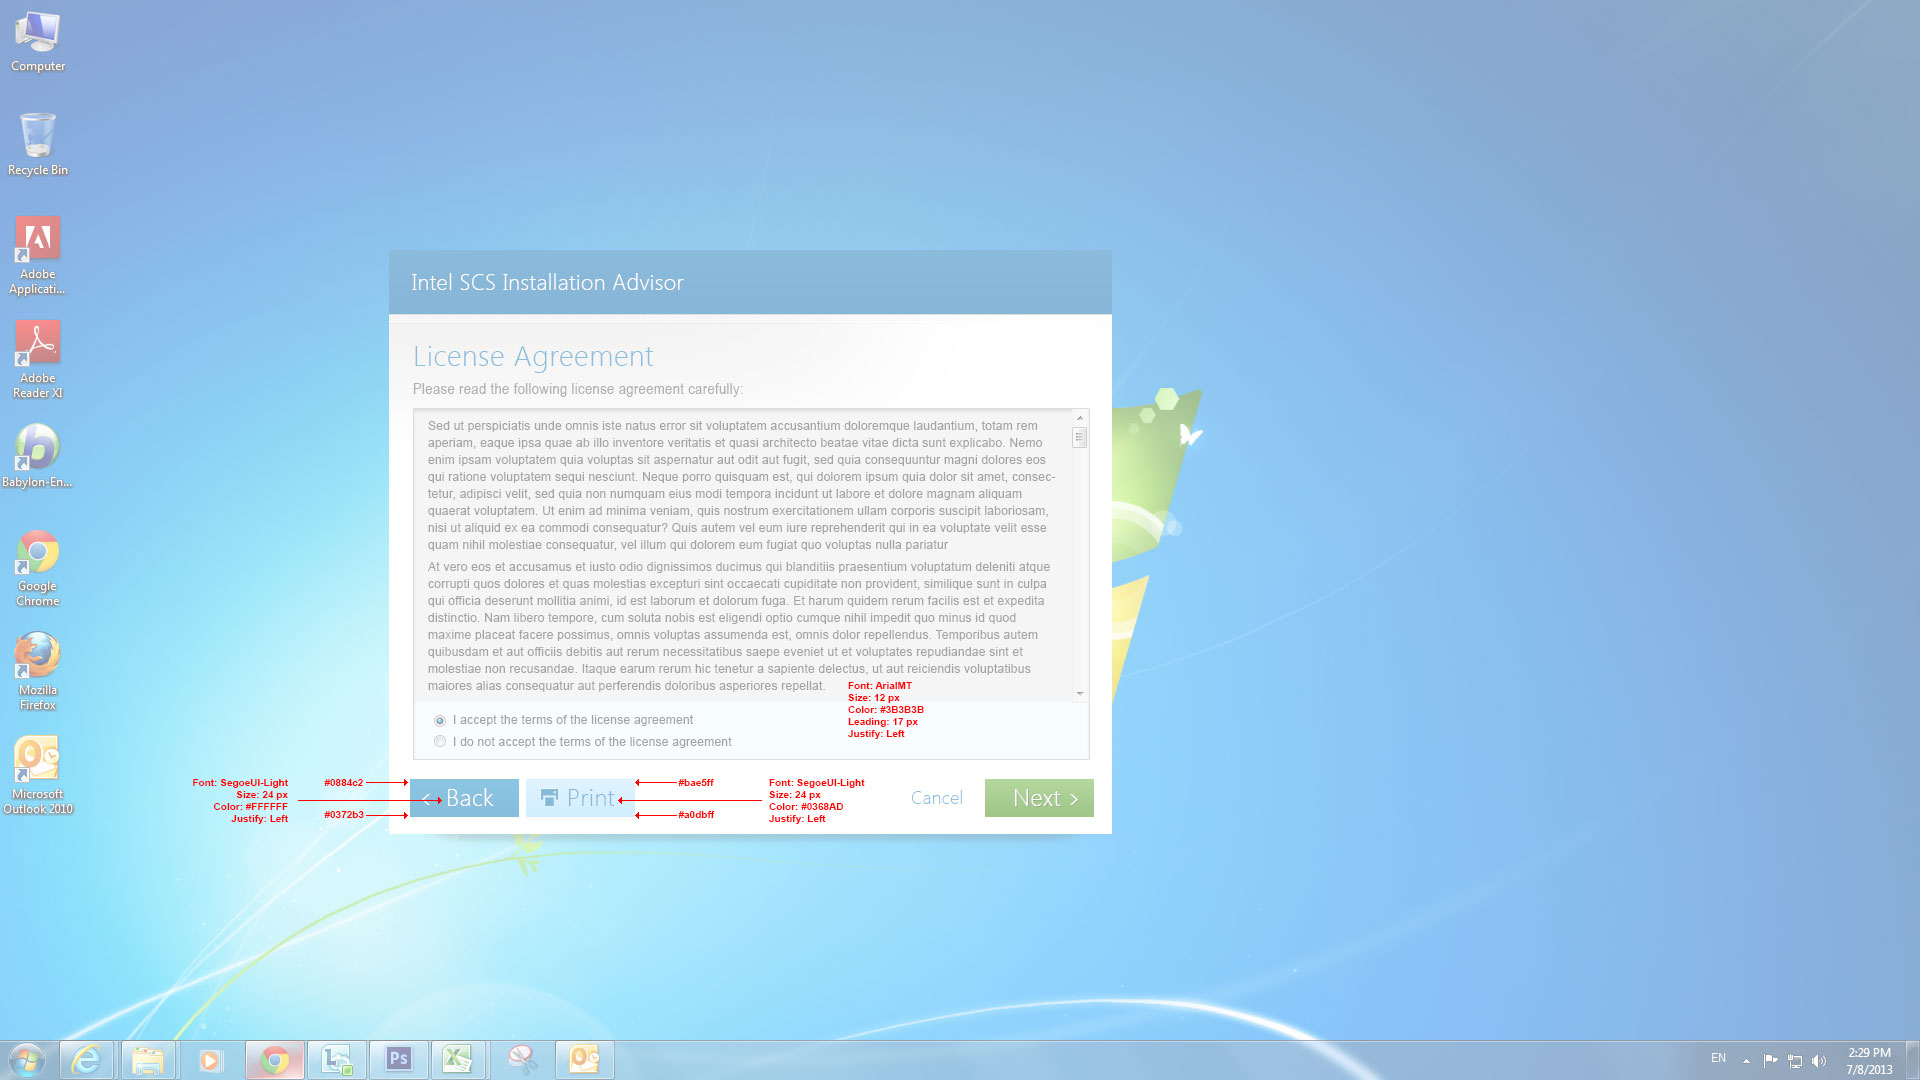 Computer
Recycle Bin
Adobe
Applicati...
Adobe
Reader XI
Babylon-En...
Google
Chrome
Mozilla
Firefox
Microsoft
Outlook 2010
Intel SCS Installation Advisor
License Agreement
Please read the following license agreement carefully:
Sed ut perspiciatis unde omnis iste natus error sit voluptatem accusantium doloremque laudantium, totam rem
aperiam, eaque ipsa quae ab illo inventore veritatis et quasi architecto beatae vitae dicta sunt explicabo. Nemo
enim ipsam voluptatem quia voluptas sit aspernatur aut odit aut fugit, sed quia consequuntur magni dolores eos
qui ratione voluptatem sequi nesciunt. Neque porro quisquam est, qui dolorem ipsum quia dolor sit amet, consec-
tetur, adipisci velit, sed quia non numquam eius modi tempora incidunt ut labore et dolore magnam aliquam
quaerat voluptatem. Ut enim ad minima veniam, quis nostrum exercitationem ullam corporis suscipit laboriosam,
nisi ut aliquid ex ea commodi consequatur? Quis autem vel eum iure reprehenderit qui in ea voluptate velit esse
quam nihil molestiae consequatur, vel illum qui dolorem eum fugiat quo voluptas nulla pariatur
At vero eos et accusamus et iusto odio dignissimos ducimus qui blanditiis praesentium voluptatum deleniti atque
corrupti quos dolores et quas molestias excepturi sint occaecati cupiditate non provident, similique sunt in culpa
qui officia deserunt mollitia animi, id est laborum et dolorum fuga. Et harum quidem rerum facilis est et expedita
distinctio. Nam libero tempore, cum soluta nobis est eligendi optio cumque nihil impedit quo minus id quod
maxime placeat facere possimus, omnis voluptas assumenda est, omnis dolor repellendus. Temporibus autem
quibusdam et aut officiis debitis aut rerum necessitatibus saepe eveniet ut et voluptates repudiandae sint et
molestiae non recusandae. Itaque earum rerum hic tenetur a sapiente delectus, ut aut reiciendis voluptatibus
maiores alias consequatur aut perferendis doloribus asperiores repellat.
Font: ArialMT
Size: 12 px
Color: #3B3B3B
Leading: 17 px
Justify: Left
I accept the terms of the license agreement
I do not accept the terms of the license agreement
Font: SegoeUI-Light
Size: 24 px
Color: #FFFFFF
Justify: Left
#0884c2
#0372b3
Back
Print
#bae5ff
#a0dbff
Font: SegoeUI-Light
Size: 24 px
Color: #0368AD
Justify: Left
Cancel
Next
Ps
EN
2:29 PM
7/8/2013